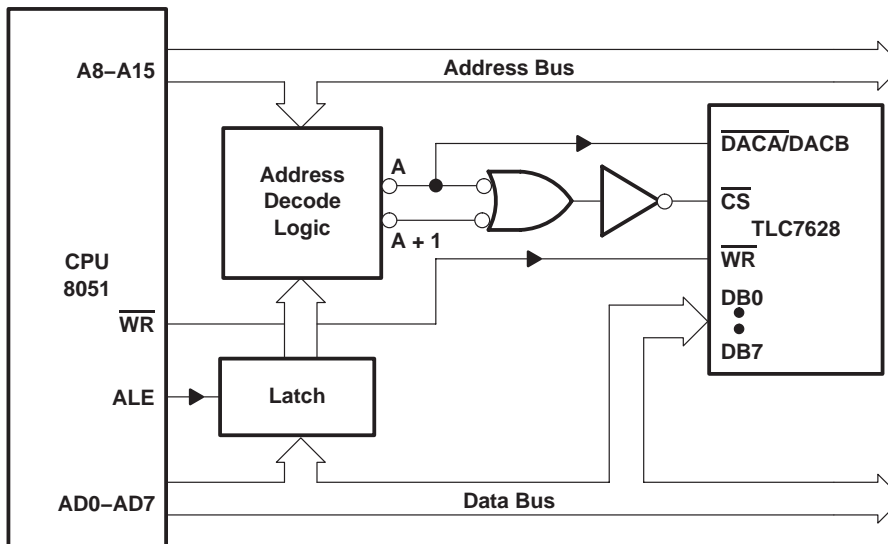 A8–A15
Address Bus
CPU
8051
WR
ALE
AD0–AD7
Address
Decode
Logic
A
A + 1
Latch
Data Bus
DACA/DACB
CS
TLC7628
WR
DB0
DB7